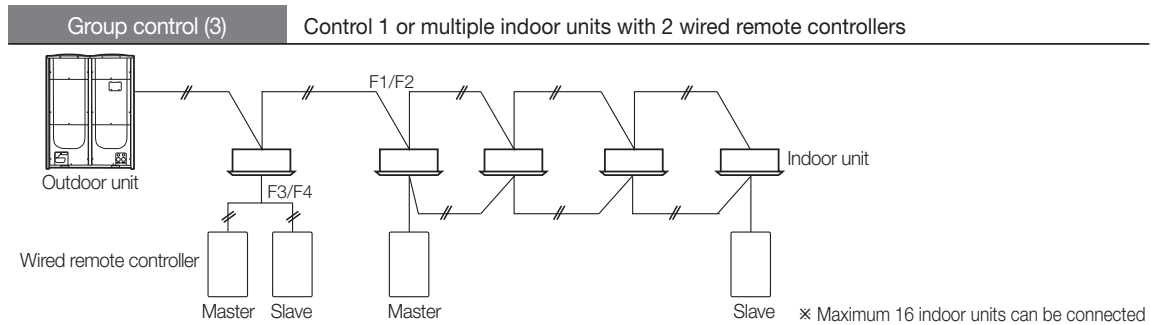 Group control (3) Control 1 or multiple indoor units with 2 wired remote controllers
F1/F2
Indoor unit
Outdoor unit
F3/F4
Wired remote controller
Master Slave Master Slave ※ Maximum 16 indoor units can be connected